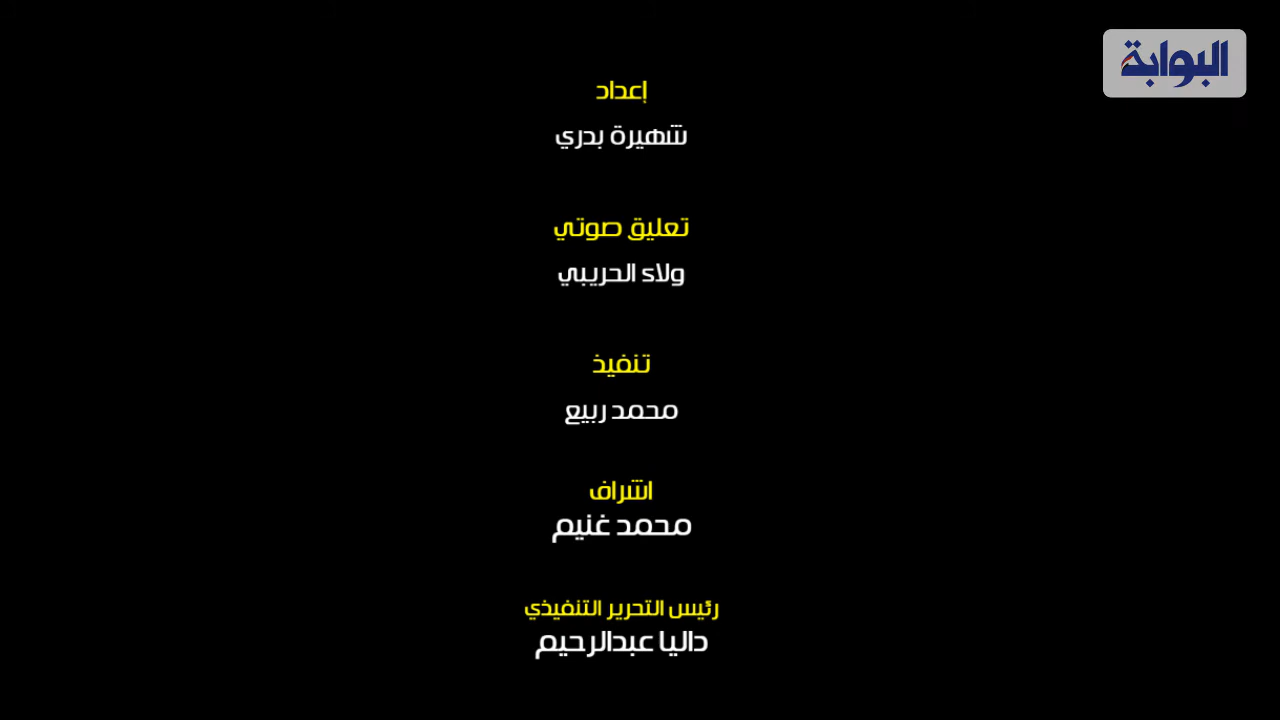 البوابة
إعداد
شهيرة بدري
تعليق صوتي
ولاء الحريبي
تنفيذ
محمد ربيع
اشراف
محمد غنيم
رئيس التحرير التنفيذي
داليا عبدالرحيم